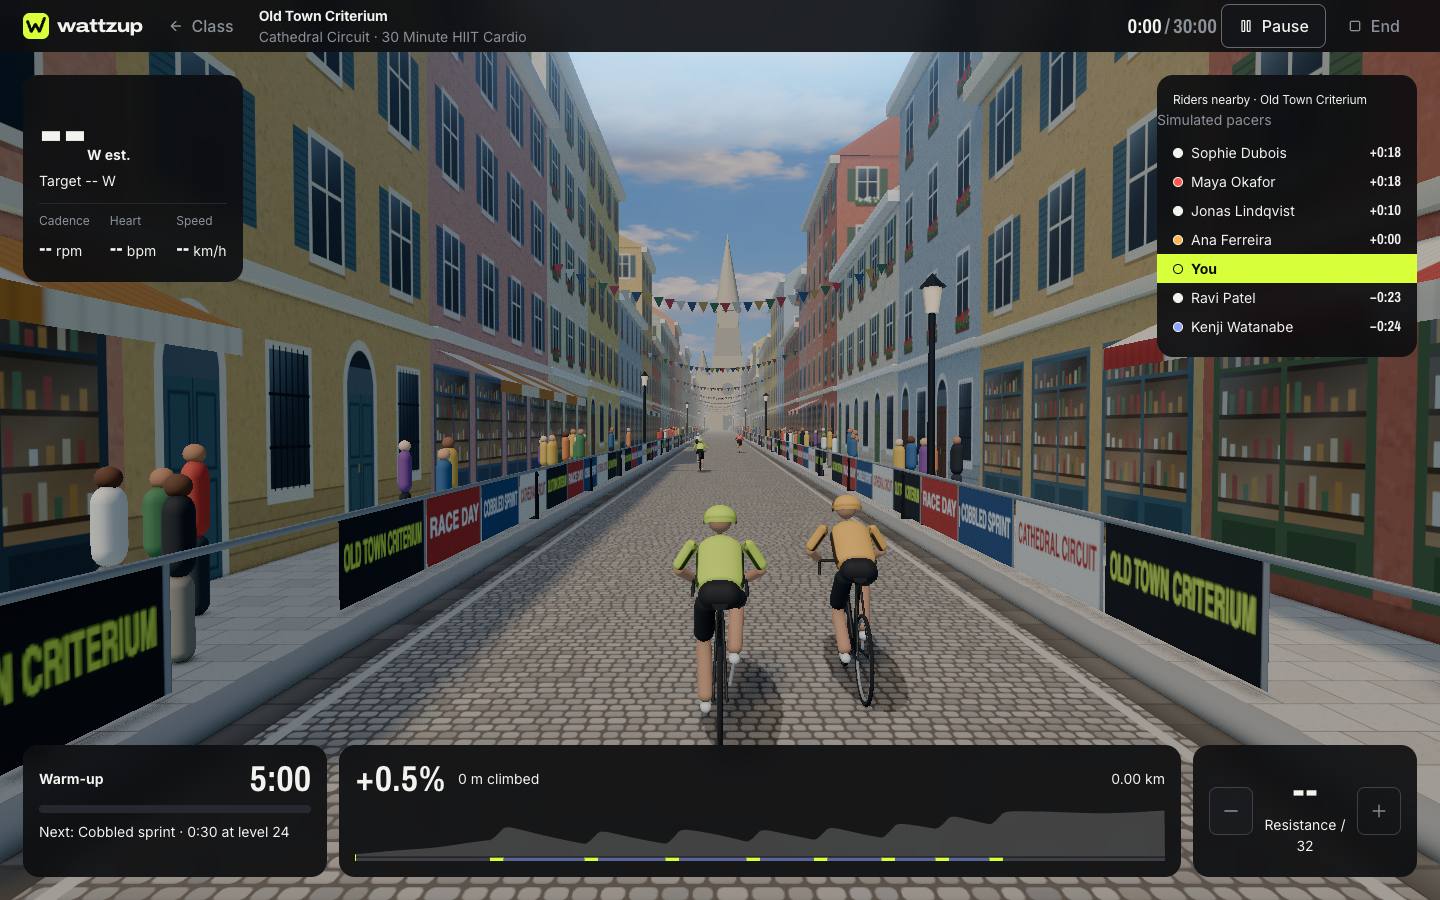 wattzup
Class
Old Town Criterium
Cathedral Circuit · 30 Minute HIIT Cardio
0:00 / 30:00
Pause
End
--
W est.
Target -- W
Cadence Heart Speed
-- rpm -- bpm -- km/h
Riders nearby · Old Town Criterium
Simulated pacers
Sophie Dubois +0:18
Maya Okafor +0:18
Jonas Lindqvist +0:10
Ana Ferreira +0:00
You
Ravi Patel −0:23
Kenji Watanabe −0:24
N CRITERIUM
OLD TOWN CRITERIUM
RACE DAY
COBBLED SPRINT
RACE DAY
COBBLED SPRINT
CATHEDRAL CIRCUIT
OLD TOWN CRITERIUM
Warm-up 5:00
Next: Cobbled sprint · 0:30 at level 24
+0.5% 0 m climbed 0.00 km
--
Resistance /
32